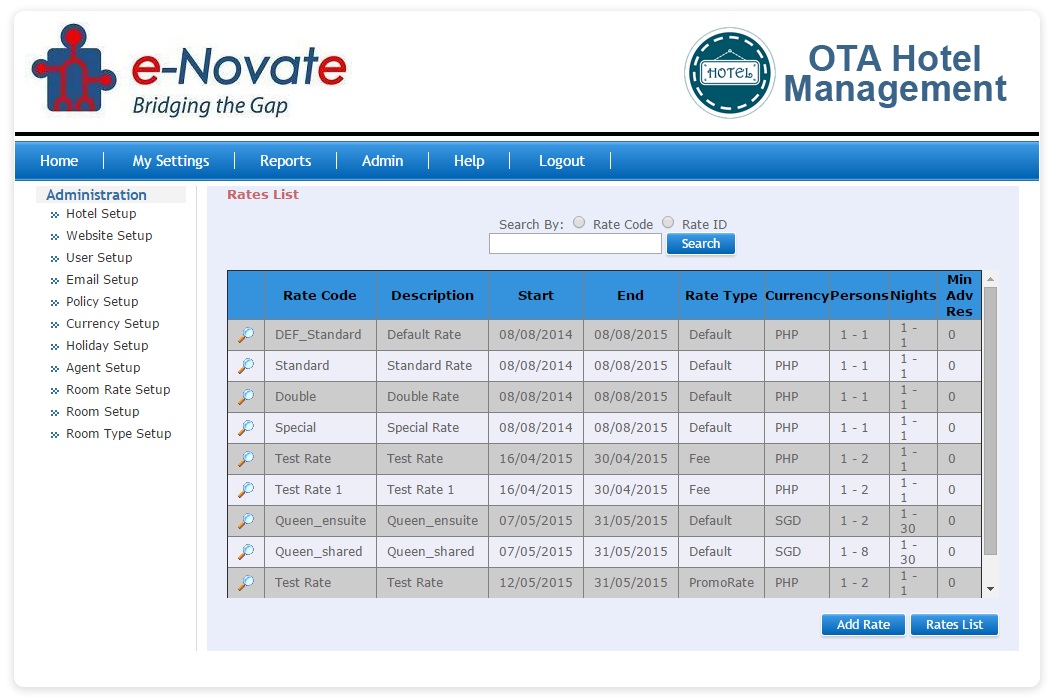 e-Novate
Bridging the Gap
HOTEL
OTA Hotel
Management
Home My Settings Reports Admin Help Logout
Administration
Hotel Setup
Website Setup
User Setup
Email Setup
Policy Setup
Currency Setup
Holiday Setup
Agent Setup
Room Rate Setup
Room Setup
Room Type Setup
Rates List
Search By: Rate Code Rate ID
Search
Rate Code Description Start End Rate Type Currency Persons Nights Min Adv Res
DEF_Standard Default Rate 08/08/2014 08/08/2015 Default PHP 1 - 1 1 - 1 0
Standard Standard Rate 08/08/2014 08/08/2015 Default PHP 1 - 1 1 - 1 0
Double Double Rate 08/08/2014 08/08/2015 Default PHP 1 - 1 1 - 1 0
Special Special Rate 08/08/2014 08/08/2015 Default PHP 1 - 1 1 - 1 0
Test Rate Test Rate 16/04/2015 30/04/2015 Fee PHP 1 - 2 1 - 1 0
Test Rate 1 Test Rate 1 16/04/2015 30/04/2015 Fee PHP 1 - 2 1 - 1 0
Queen_ensuite Queen_ensuite 07/05/2015 31/05/2015 Default SGD 1 - 2 1 - 30 0
Queen_shared Queen_shared 07/05/2015 31/05/2015 Default SGD 1 - 8 1 - 30 0
Test Rate Test Rate 12/05/2015 31/05/2015 PromoRate PHP 1 - 2 1 - 1 0
Add Rate Rates List